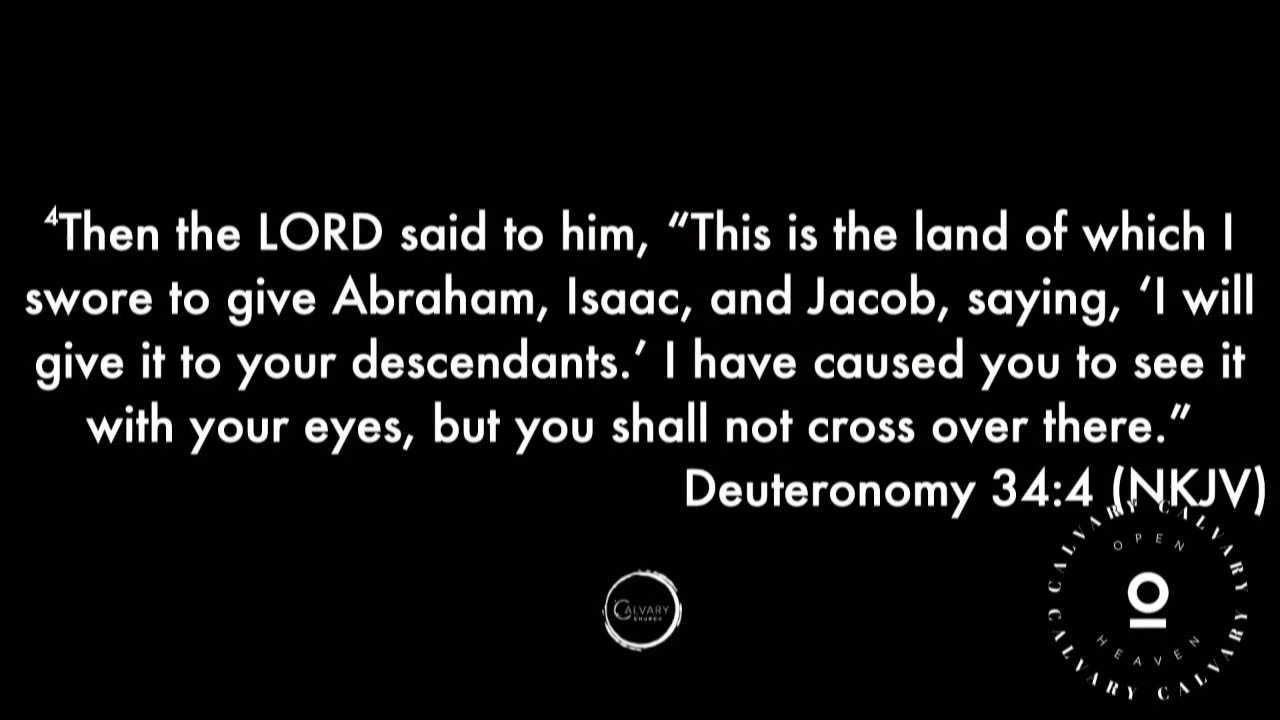 ⁴Then the LORD said to him, “This is the land of which I
swore to give Abraham, Isaac, and Jacob, saying, ‘I will
give it to your descendants.’ I have caused you to see it
with your eyes, but you shall not cross over there.”
Deuteronomy 34:4 (NKJV)
CALVARY
CHURCH
CALVARY CALVARY CALVARY CALVARY
OPEN
HEAVEN